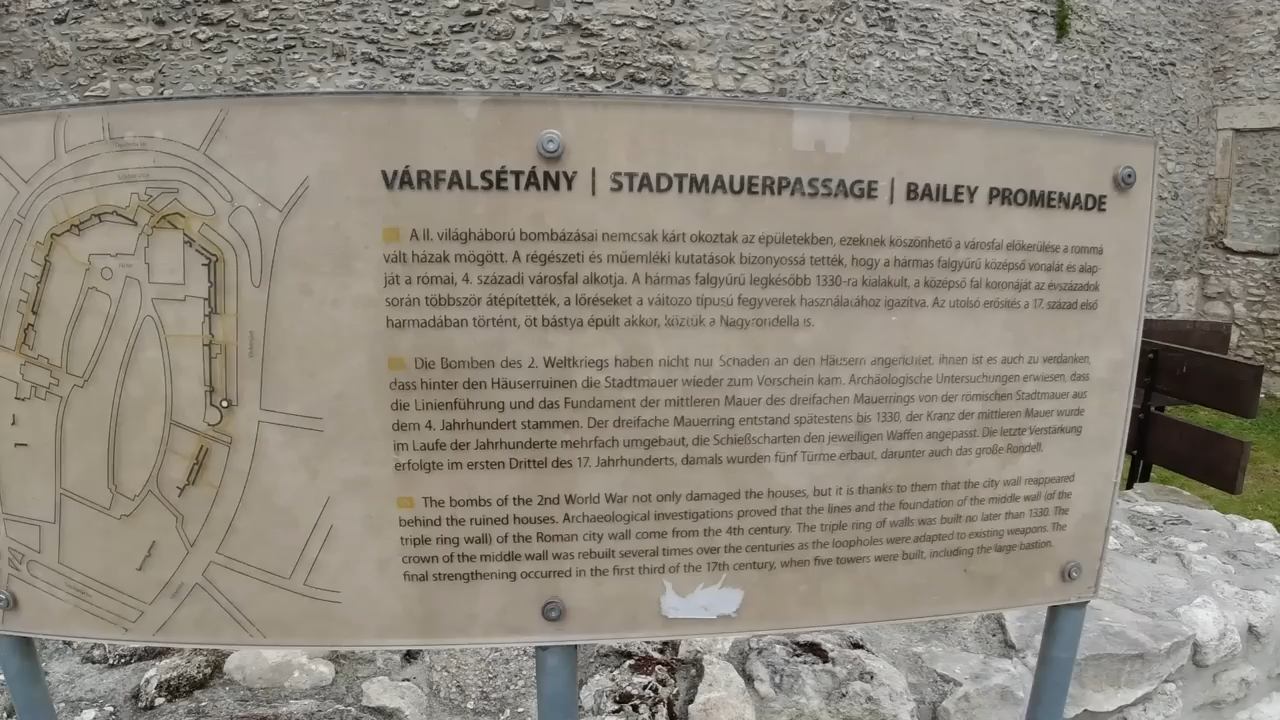 VÁRFALSÉTÁNY | STADTMAUERPASSAGE | BAILEY PROMENADE
A II. világháború bombázásai nemcsak kárt okoztak az épületekben, ezeknek köszönhető a városfal előkerülése a rommá
vált házak mögött. A régészeti és műemléki kutatások bizonyossá tették, hogy a hármas falgyűrű középső vonalát és alap-
ját a római, 4. századi városfal alkotja. A hármas falgyűrű legkésőbb 1330-ra kialakult, a középső fal koronáját az évszázadok
során többször átépítették, a lőréseket a változo típusú fegyverek használatához igazítva. Az utolsó erősítés a 17. század első
harmadában történt, öt bástya épült akkor, köztük a Nagyrondella is.
Die Bomben des 2. Weltkriegs haben nicht nur Schaden an den Häusern angerichtet, ihnen ist es auch zu verdanken,
dass hinter den Häuserruinen die Stadtmauer wieder zum Vorschein kam. Archäologische Untersuchungen erwiesen, dass
die Linienführung und das Fundament der mittleren Mauer des dreifachen Mauerrings von der römischen Stadtmauer aus
dem 4. Jahrhundert stammen. Der dreifache Mauerring entstand spätestens bis 1330, der Kranz der mittleren Mauer wurde
im Laufe der Jahrhunderte mehrfach umgebaut, die Schießscharten den jeweiligen Waffen angepasst. Die letzte Verstärkung
erfolgte im ersten Drittel des 17. Jahrhunderts, damals wurden fünf Türme erbaut, darunter auch das große Rondell.
The bombs of the 2nd World War not only damaged the houses, but it is thanks to them that the city wall reappeared
behind the ruined houses. Archaeological investigations proved that the lines and the foundation of the middle wall (of the
triple ring wall) of the Roman city wall come from the 4th century. The triple ring of walls was built no later than 1330. The
crown of the middle wall was rebuilt several times over the centuries as the loopholes were adapted to existing weapons. The
final strengthening occurred in the first third of the 17th century, when five towers were built, including the large bastion.